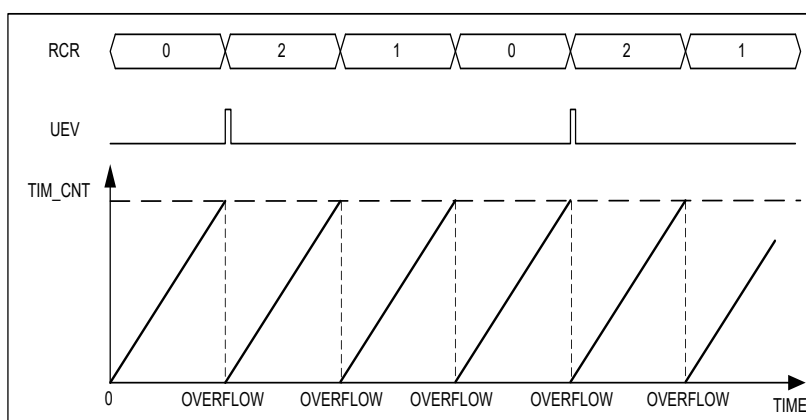 RCR 0 2 1 0 2 1
UEV
TIM_CNT
0 OVERFLOW OVERFLOW OVERFLOW OVERFLOW OVERFLOW TIME